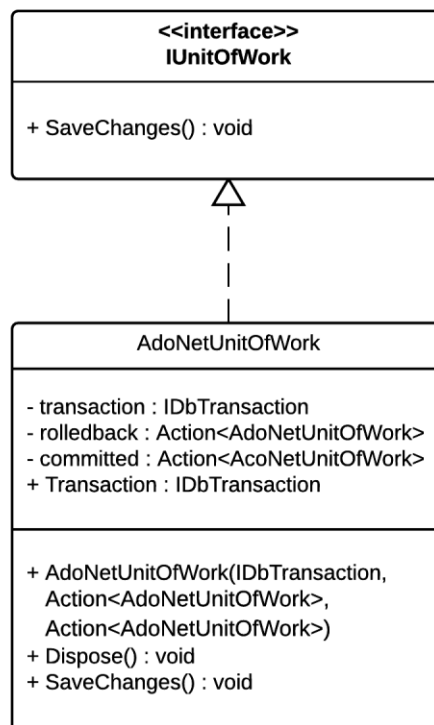 <<interface>>
IUnitOfWork
+ SaveChanges() : void
AdoNetUnitOfWork
- transaction : IDbTransaction
- rolledback : Action<AdoNetUnitOfWork>
- committed : Action<AcoNetUnitOfWork>
+ Transaction : IDbTransaction
+ AdoNetUnitOfWork(IDbTransaction,
Action<AdoNetUnitOfWork>,
Action<AdoNetUnitOfWork>)
+ Dispose() : void
+ SaveChanges() : void